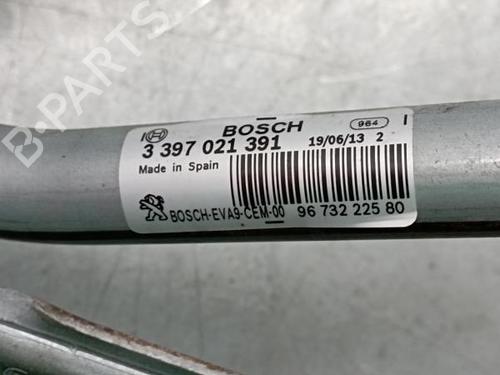 B-PARTS
BOSCH 984
3 397 021 391 19/06/13 2
Made in Spain
BOSCH-EVA9-CEM-00 96 732 225 80